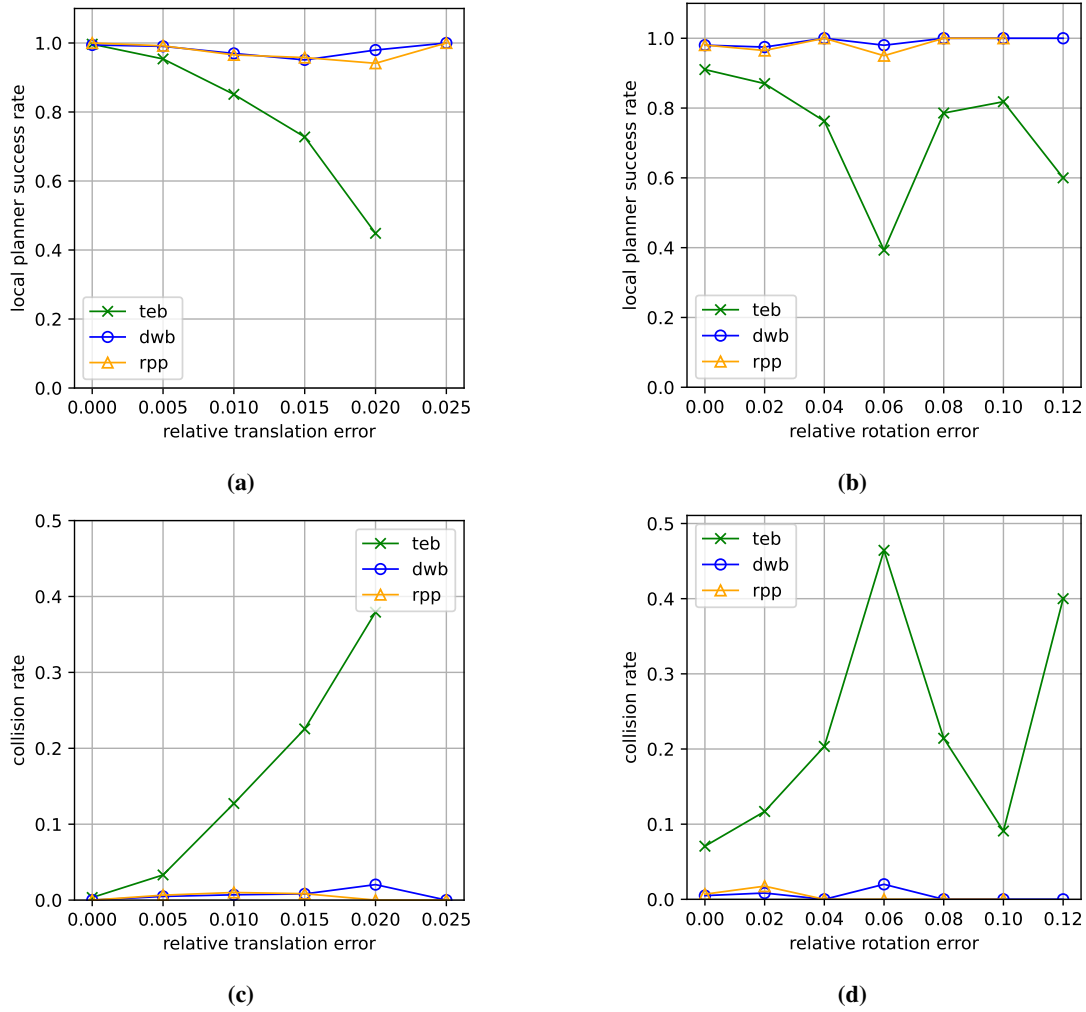 1.0
0.8
0.6
0.4
0.2
0.0
local planner success rate
teb
dwb
rpp
0.000 0.005 0.010 0.015 0.020 0.025
relative translation error
(a)
1.0
0.8
0.6
0.4
0.2
0.0
local planner success rate
teb
dwb
rpp
0.00 0.02 0.04 0.06 0.08 0.10 0.12
relative rotation error
(b)
0.5
0.4
0.3
0.2
0.1
0.0
collision rate
teb
dwb
rpp
0.000 0.005 0.010 0.015 0.020 0.025
relative translation error
(c)
0.5
0.4
0.3
0.2
0.1
0.0
collision rate
teb
dwb
rpp
0.00 0.02 0.04 0.06 0.08 0.10 0.12
relative rotation error
(d)